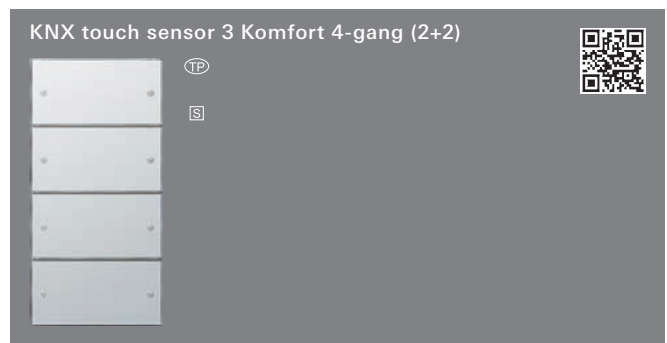 KNX touch sensor 3 Komfort 4-gang (2+2)
TP
S